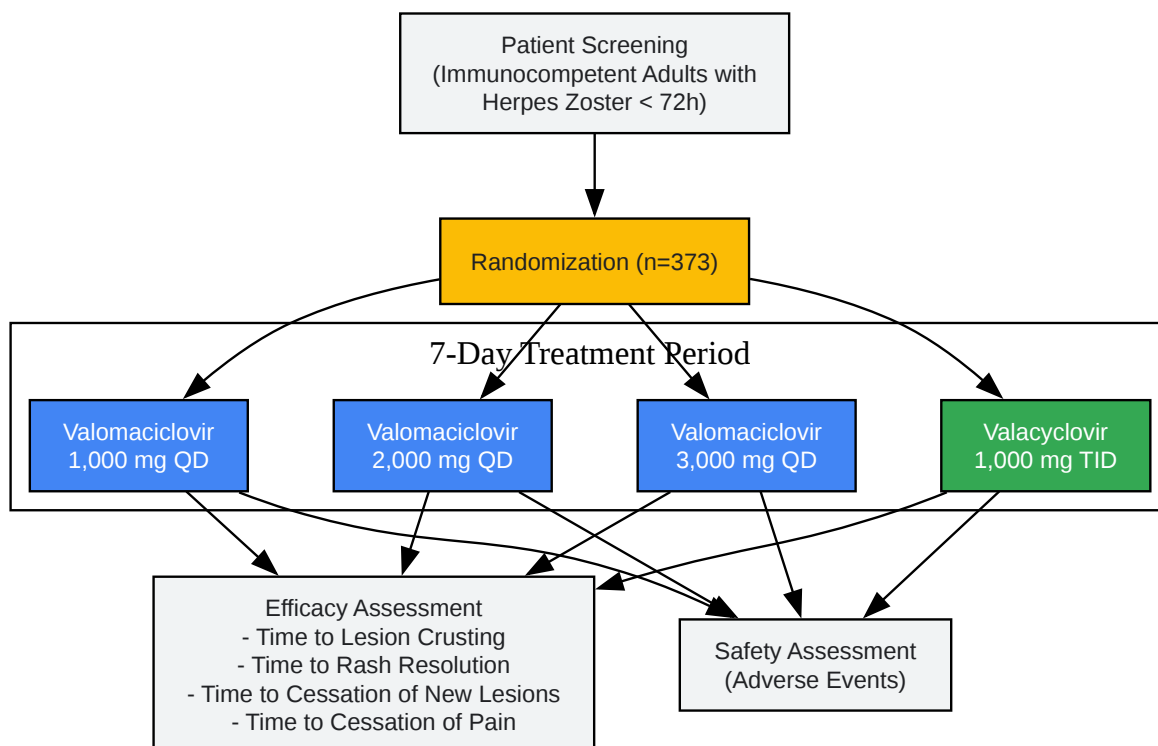 Patient Screening
(Immunocompetent Adults with
Herpes Zoster < 72h)
Randomization (n=373)
7-Day Treatment Period
Valomaciclovir
1,000 mg QD
Valomaciclovir
2,000 mg QD
Valomaciclovir
3,000 mg QD
Valacyclovir
1,000 mg TID
Efficacy Assessment
- Time to Lesion Crusting
- Time to Rash Resolution
- Time to Cessation of New Lesions
- Time to Cessation of Pain
Safety Assessment
(Adverse Events)